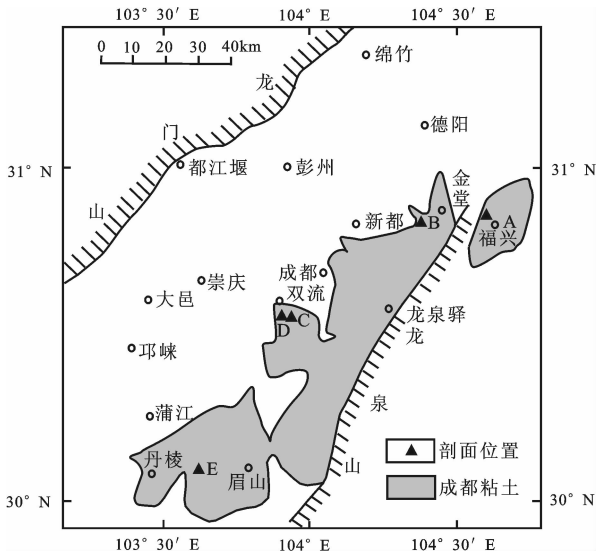 103° 30′ E 104° E 104° 30′ E
0 10 20 40km
绵竹
龙
德阳
门
31° N 都江堰 彭州 31° N
金
堂
山
新都 B A
福兴
成都
崇庆
双流
大邑
龙泉驿
D C
龙
邛崃
泉
蒲江
剖面位置
丹棱
山
E
眉山
成都粘土
30° N 30° N
103° 30′ E 104° E 104° 30′ E